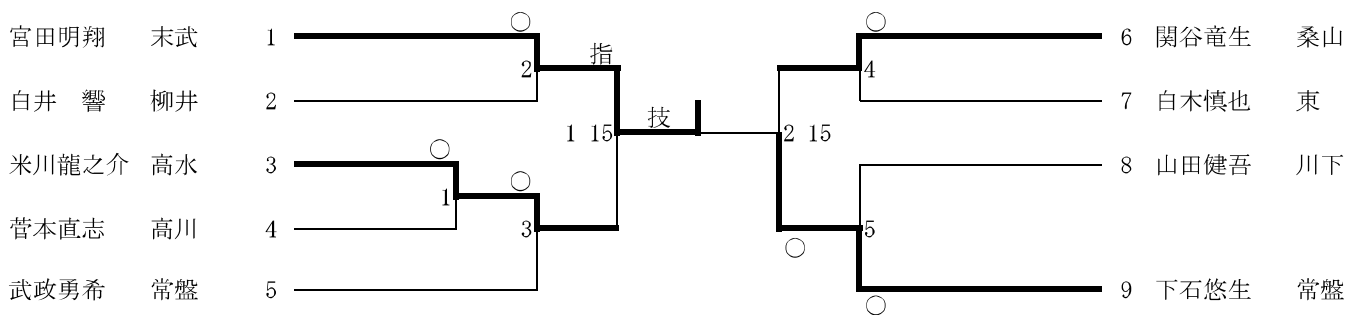 宮田明翔 末武 1
白井 響 柳井 2
米川龍之介 高水 3
菅本直志 高川 4
武政勇希 常盤 5
○
2
指
1 15
○
1
○
3
技
○
4
2 15
5
○
○
6 関谷竜生 桑山
7 白木慎也 東
8 山田健吾 川下
9 下石悠生 常盤